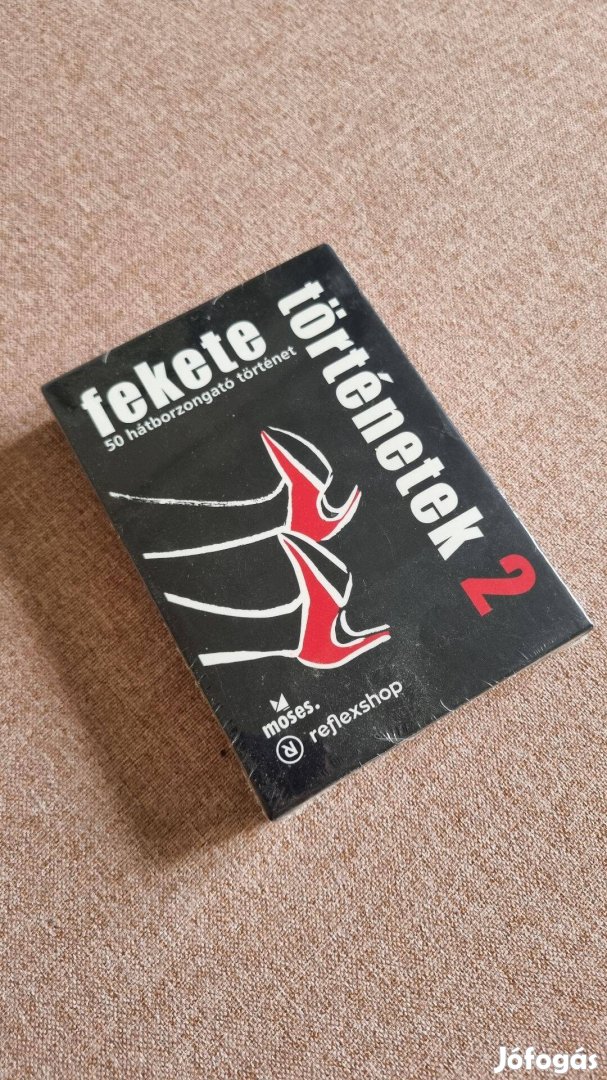 fekete
50 hátborzongató történet
történetek 2
moses.
R reflexshop
Jófogás